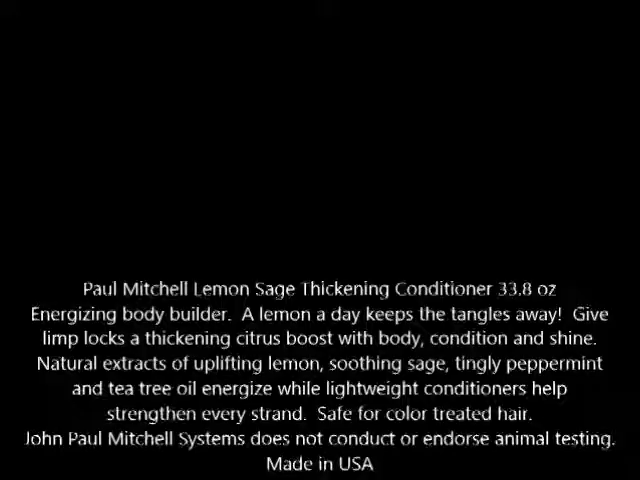 Paul Mitchell Lemon Sage Thickening Conditioner 33.8 oz
Energizing body builder.  A lemon a day keeps the tangles away!  Give
limp locks a thickening citrus boost with body, condition and shine.
Natural extracts of uplifting lemon, soothing sage, tingly peppermint
and tea tree oil energize while lightweight conditioners help
strengthen every strand.  Safe for color treated hair.
John Paul Mitchell Systems does not conduct or endorse animal testing.
Made in USA